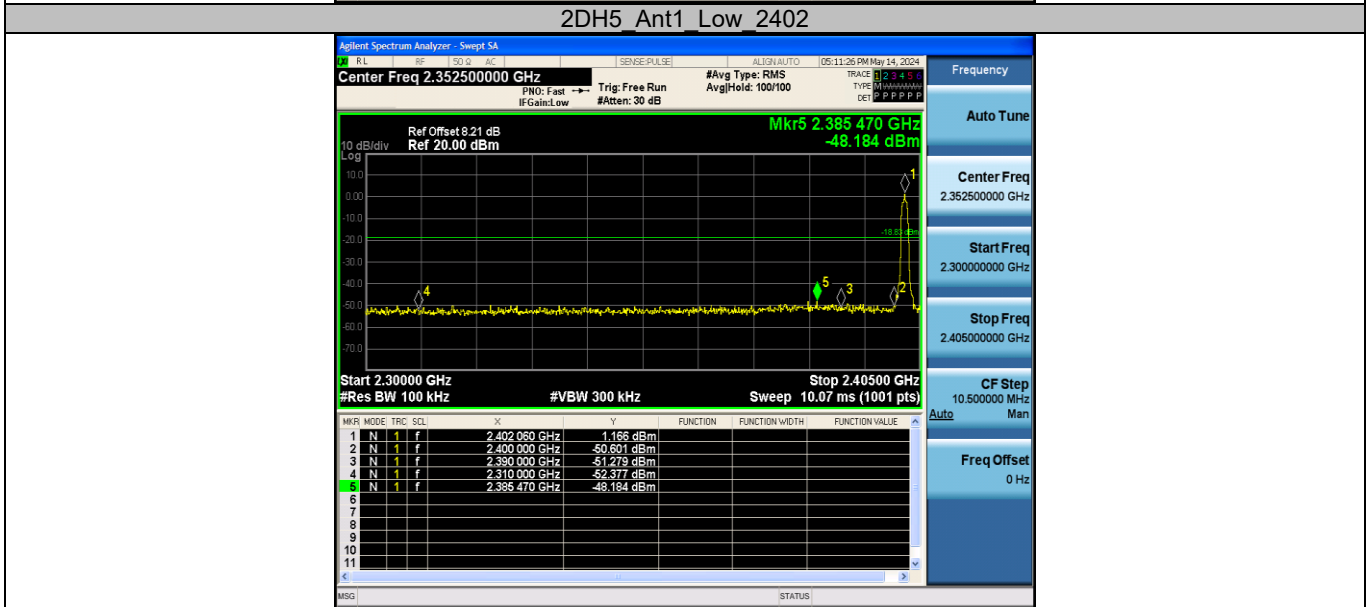 2DH5_Ant1_Low_2402
Agilent Spectrum Analyzer - Swept SA
RL RF 50 Ω AC SENSE:PULSE ALIGNAUTO 05:11:26 PM May 14, 2024
Center Freq 2.352500000 GHz
PNO: Fast
IFGain:Low
Trig: Free Run
#Atten: 30 dB
#Avg Type: RMS
Avg|Hold: 100/100
TRACE 1 2 3 4 5 6
TYPE M
DET P P P P P P
Frequency
Mkr5 2.385 470 GHz
-48.184 dBm
Ref Offset 8.21 dB
10 dB/div Ref 20.00 dBm
Log
10.0
0.00
-10.0
-20.0
-30.0
-40.0
-50.0
-60.0
-70.0
-18.83 dBm
1
2
3
4
5
Start 2.30000 GHz Stop 2.40500 GHz
#Res BW 100 kHz #VBW 300 kHz Sweep 10.07 ms (1001 pts)
MKR MODE TRC SCL X Y FUNCTION FUNCTION WIDTH FUNCTION VALUE
1 N 1 f 2.402 060 GHz 1.166 dBm
2 N 1 f 2.400 000 GHz -50.601 dBm
3 N 1 f 2.390 000 GHz -51.279 dBm
4 N 1 f 2.310 000 GHz -52.377 dBm
5 N 1 f 2.385 470 GHz -48.184 dBm
6
7
8
9
10
11
MSG STATUS
Auto Tune
Center Freq
2.352500000 GHz
Start Freq
2.300000000 GHz
Stop Freq
2.405000000 GHz
CF Step
10.500000 MHz
Auto Man
Freq Offset
0 Hz